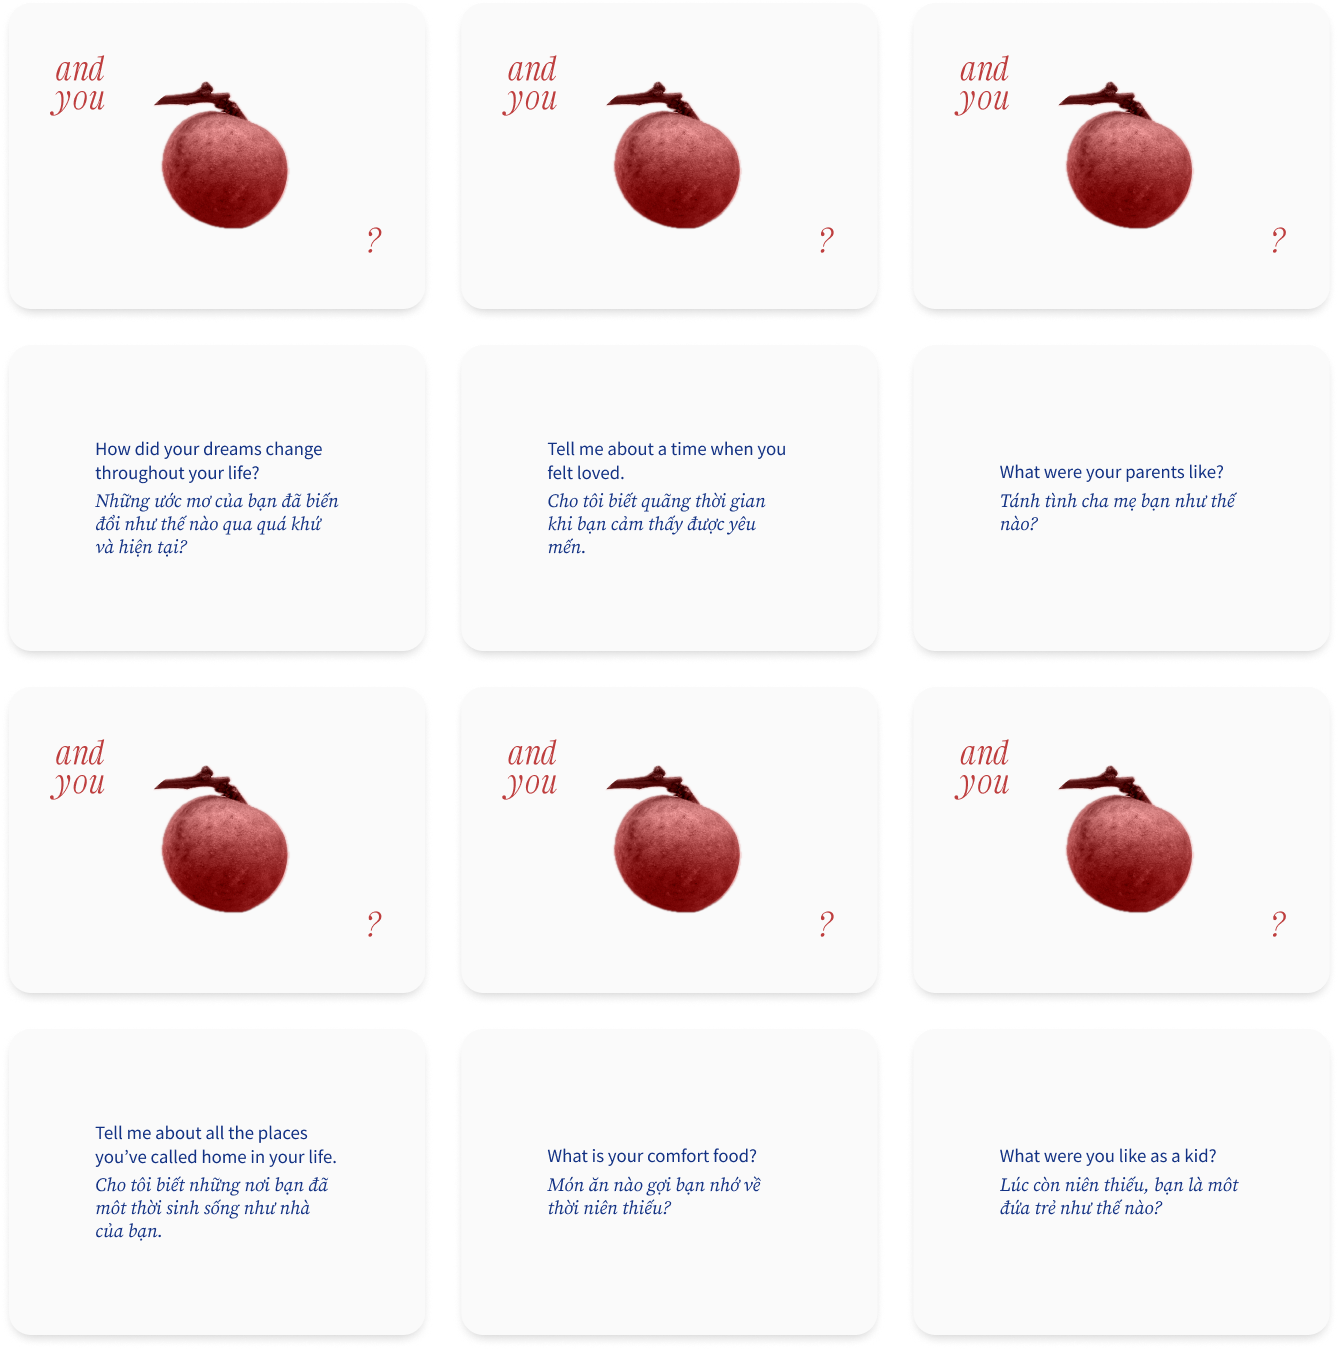 and
you
?
and
you
?
and
you
?
How did your dreams change
throughout your life?
Những ước mơ của bạn đã biến
đổi như thế nào qua quá khứ
và hiện tại?
Tell me about a time when you
felt loved.
Cho tôi biết quãng thời gian
khi bạn cảm thấy được yêu
mến.
What were your parents like?
Tánh tình cha mẹ bạn như thế
nào?
and
you
?
and
you
?
and
you
?
Tell me about all the places
you’ve called home in your life.
Cho tôi biết những nơi bạn đã
môt thời sinh sống như nhà
của bạn.
What is your comfort food?
Món ăn nào gợi bạn nhớ về
thời niên thiếu?
What were you like as a kid?
Lúc còn niên thiếu, bạn là môt
đứa trẻ như thế nào?